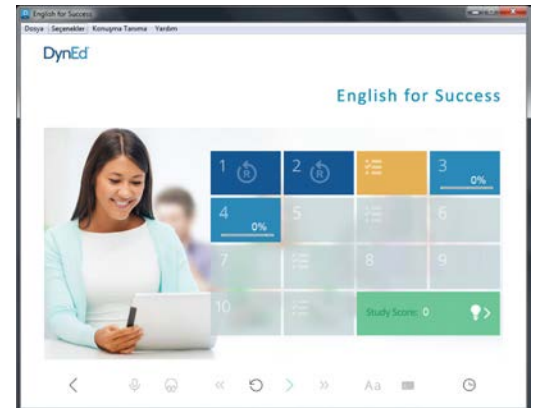 English for Success
Dosya Seçenekler Konuşma Tanıma Yardım
DynEd
English for Success
1 R 2 R 3 0%
4 0% 5 6
7 8 9
10 Study Score: 0
Aa